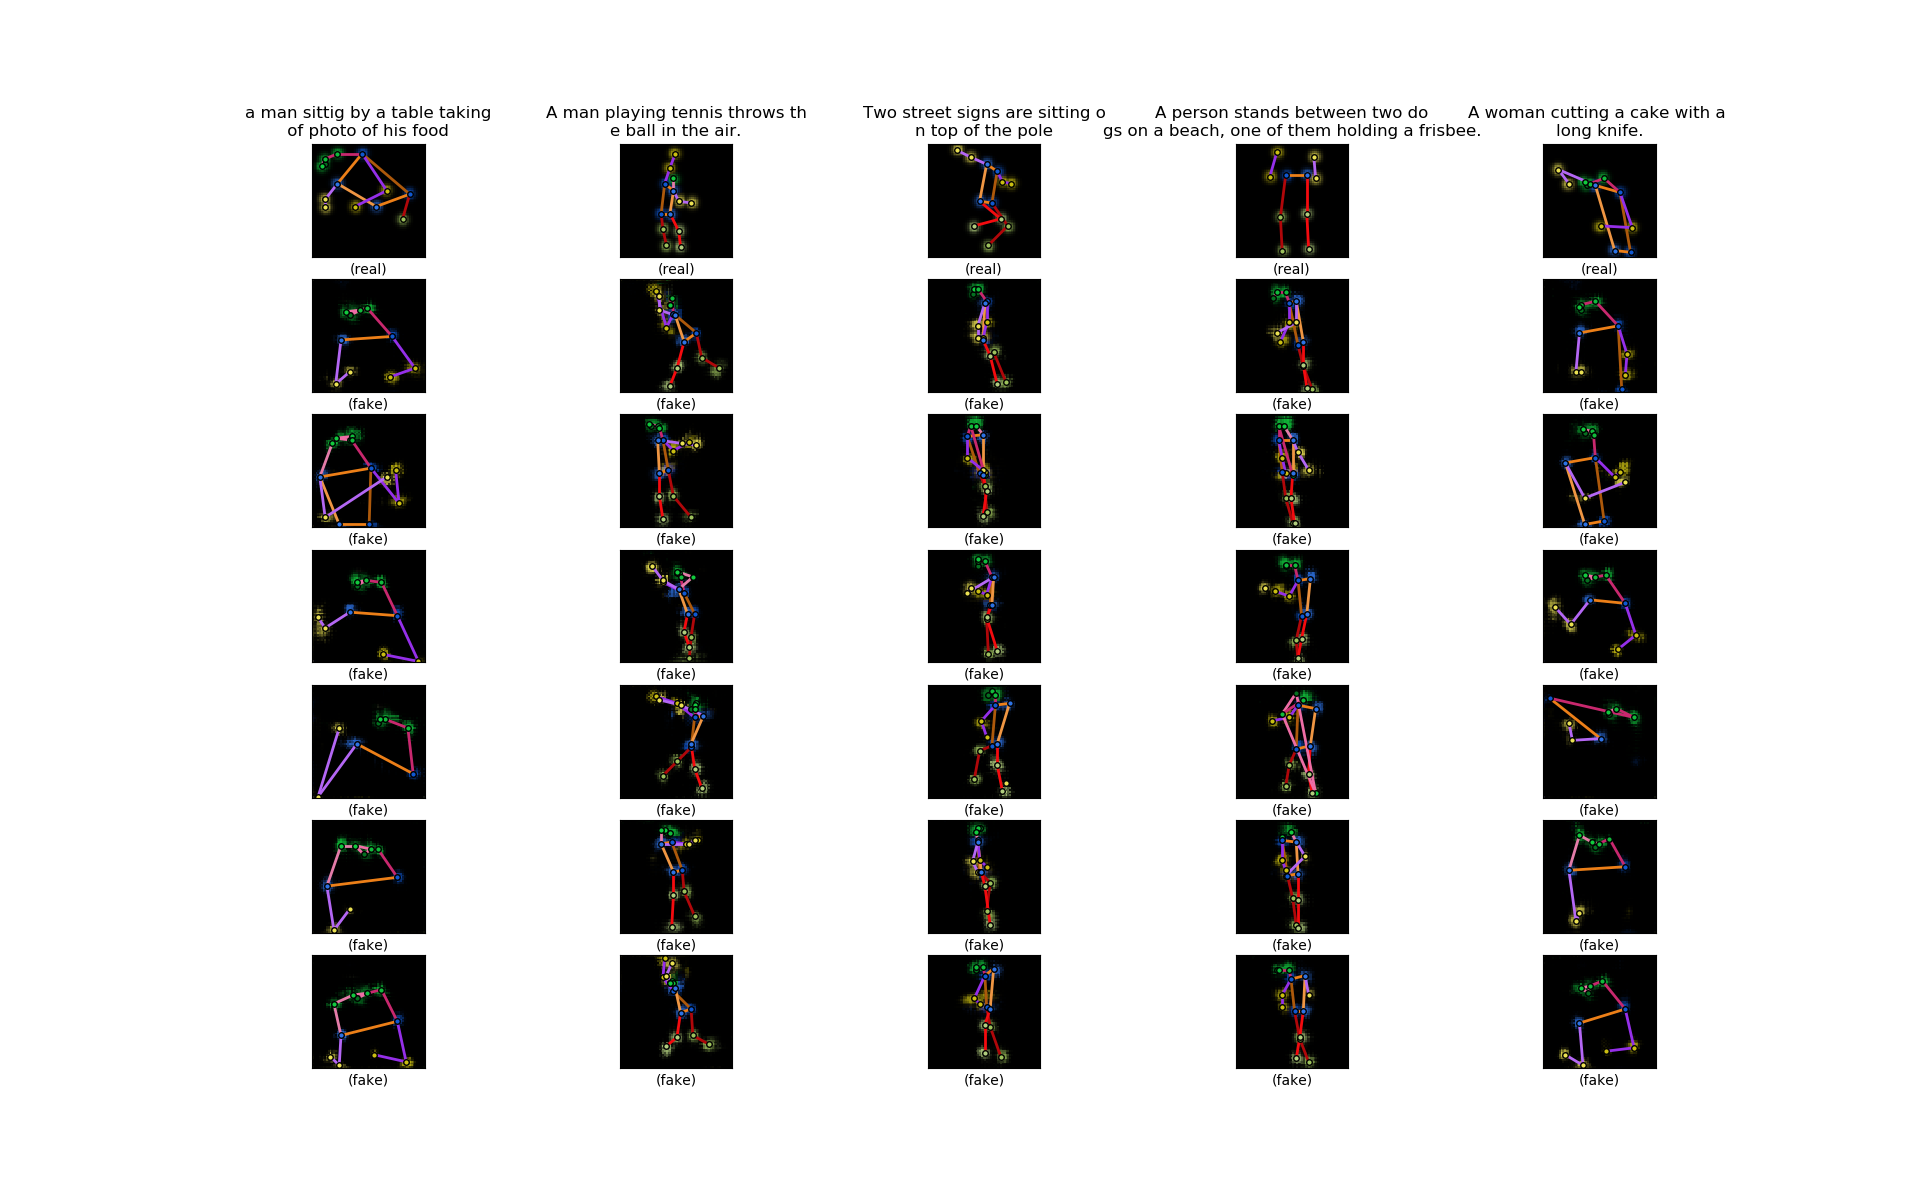 a man sittig by a table taking
of photo of his food
A man playing tennis throws th
e ball in the air.
Two street signs are sitting o
n top of the pole
A person stands between two do
gs on a beach, one of them holding a frisbee.
A woman cutting a cake with a
long knife.
(real) (real) (real) (real) (real)
(fake) (fake) (fake) (fake) (fake)
(fake) (fake) (fake) (fake) (fake)
(fake) (fake) (fake) (fake) (fake)
(fake) (fake) (fake) (fake) (fake)
(fake) (fake) (fake) (fake) (fake)
(fake) (fake) (fake) (fake) (fake)